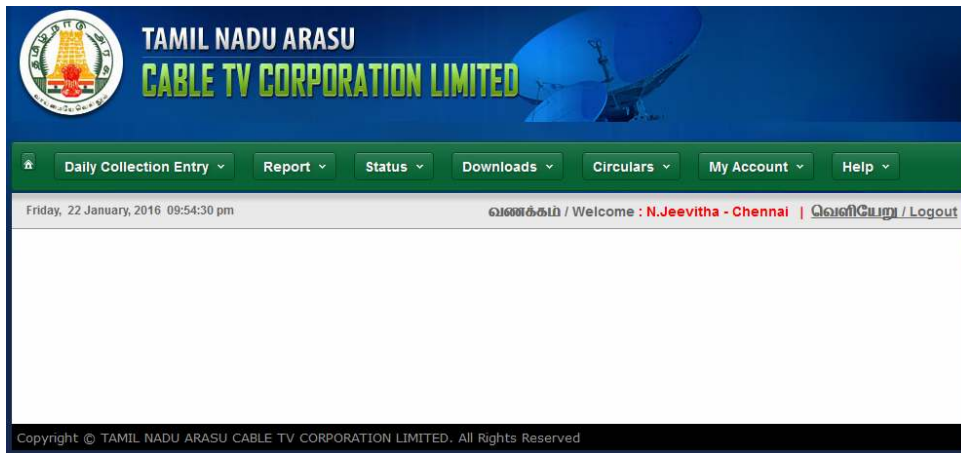 TAMIL NADU ARASU
CABLE TV CORPORATION LIMITED
Daily Collection Entry Report Status Downloads Circulars My Account Help
Friday, 22 January, 2016 09:54:30 pm வணக்கம் / Welcome : N.Jeevitha - Chennai | வெளியேறு / Logout
Copyright © TAMIL NADU ARASU CABLE TV CORPORATION LIMITED. All Rights Reserved